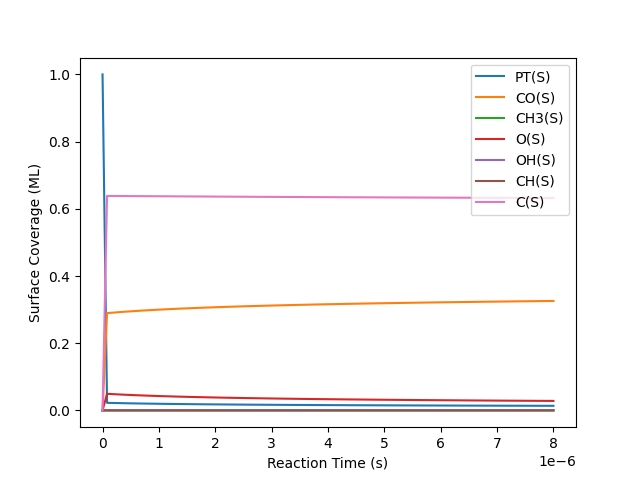 1.0
0.8
0.6
0.4
0.2
0.0
Surface Coverage (ML)
PT(S)
CO(S)
CH3(S)
O(S)
OH(S)
CH(S)
C(S)
0 1 2 3 4 5 6 7 8
1e−6
Reaction Time (s)